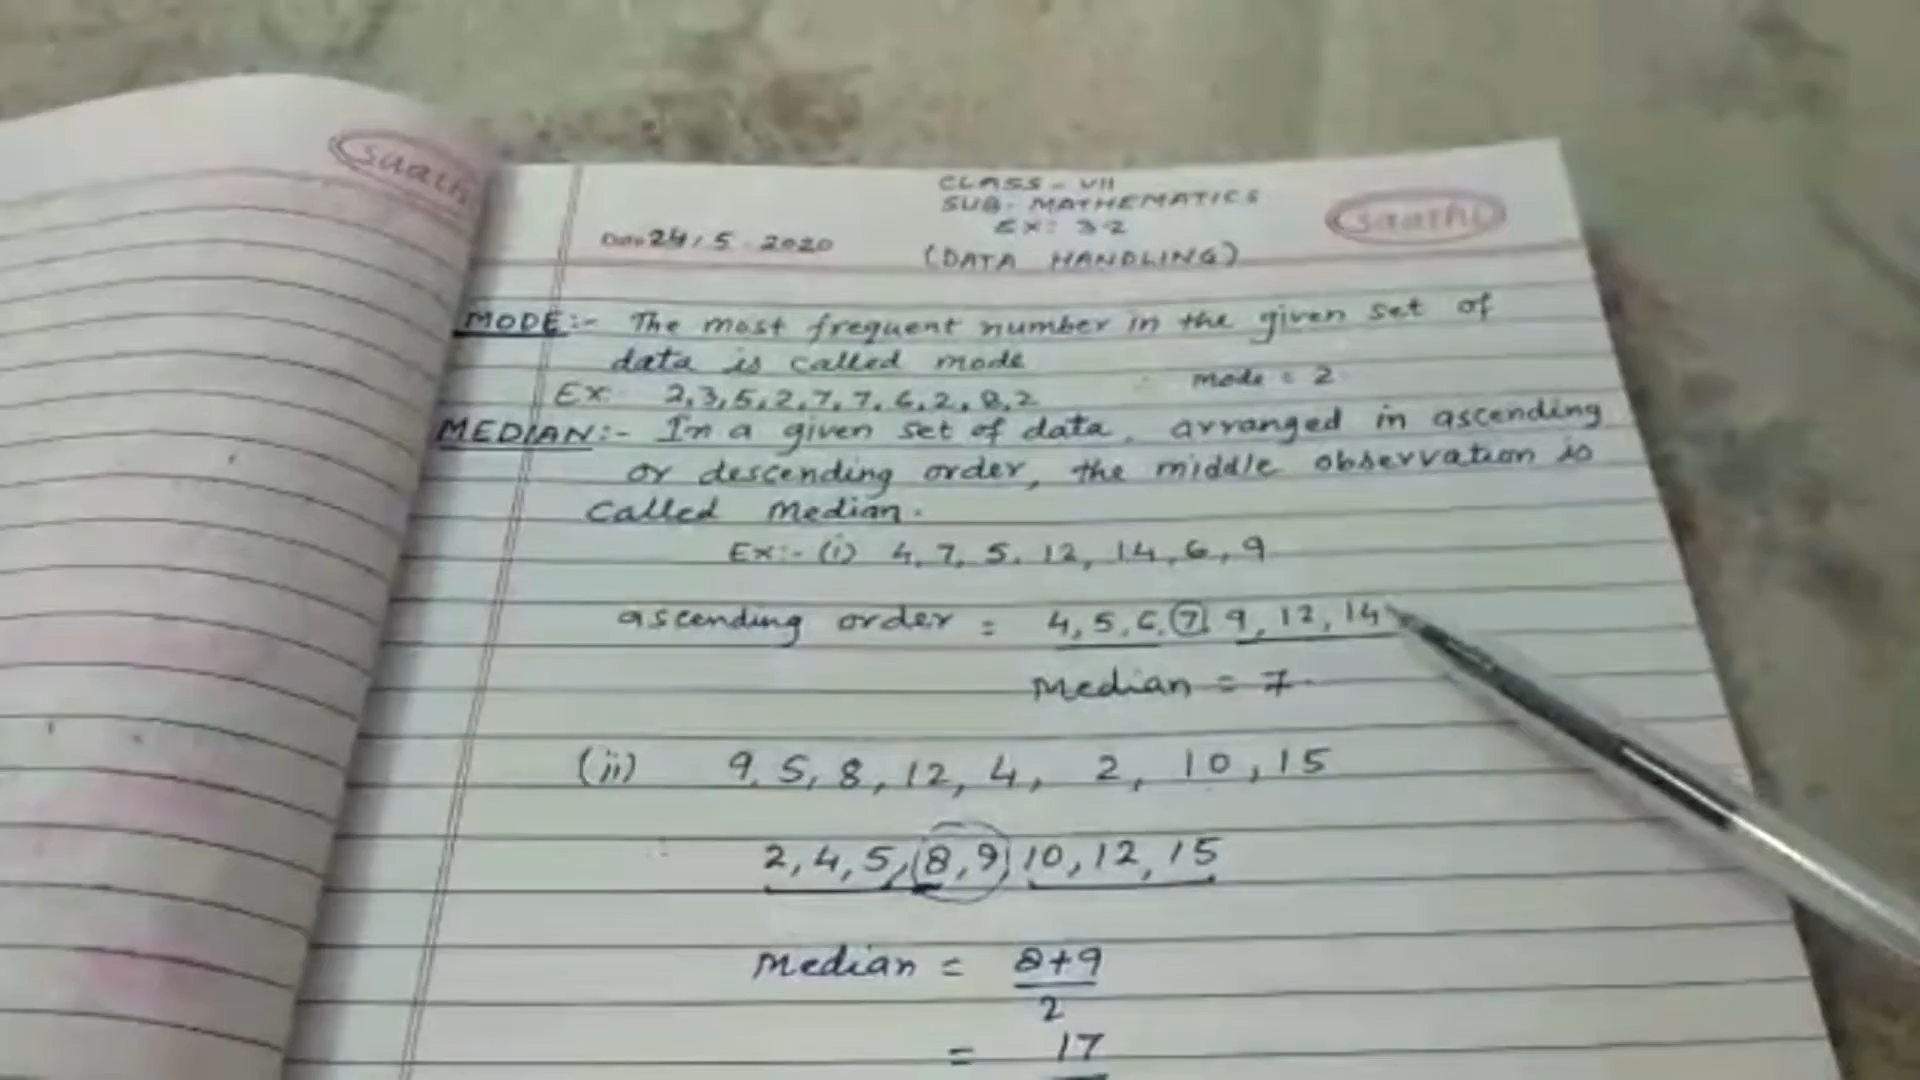 saathi
CLASS - VII
SUB - MATHEMATICS
EX: 3.2
saathi
Date 24 / 5 . 2020
(DATA HANDLING)
MODE:- The most frequent number in the given set of
data is called mode
Ex: 2,3,5,2,7,7,6,2,8,2 mode = 2
MEDIAN:- In a given set of data, arranged in ascending
or descending order, the middle observation is
called Median.
Ex:- (i) 4, 7, 5, 12, 14, 6, 9
ascending order = 4, 5, 6, 7, 9, 12, 14
Median = 7.
(ii) 9, 5, 8, 12, 4, 2, 10, 15
2, 4, 5, 8, 9, 10, 12, 15
Median = 8+9
2
= 17